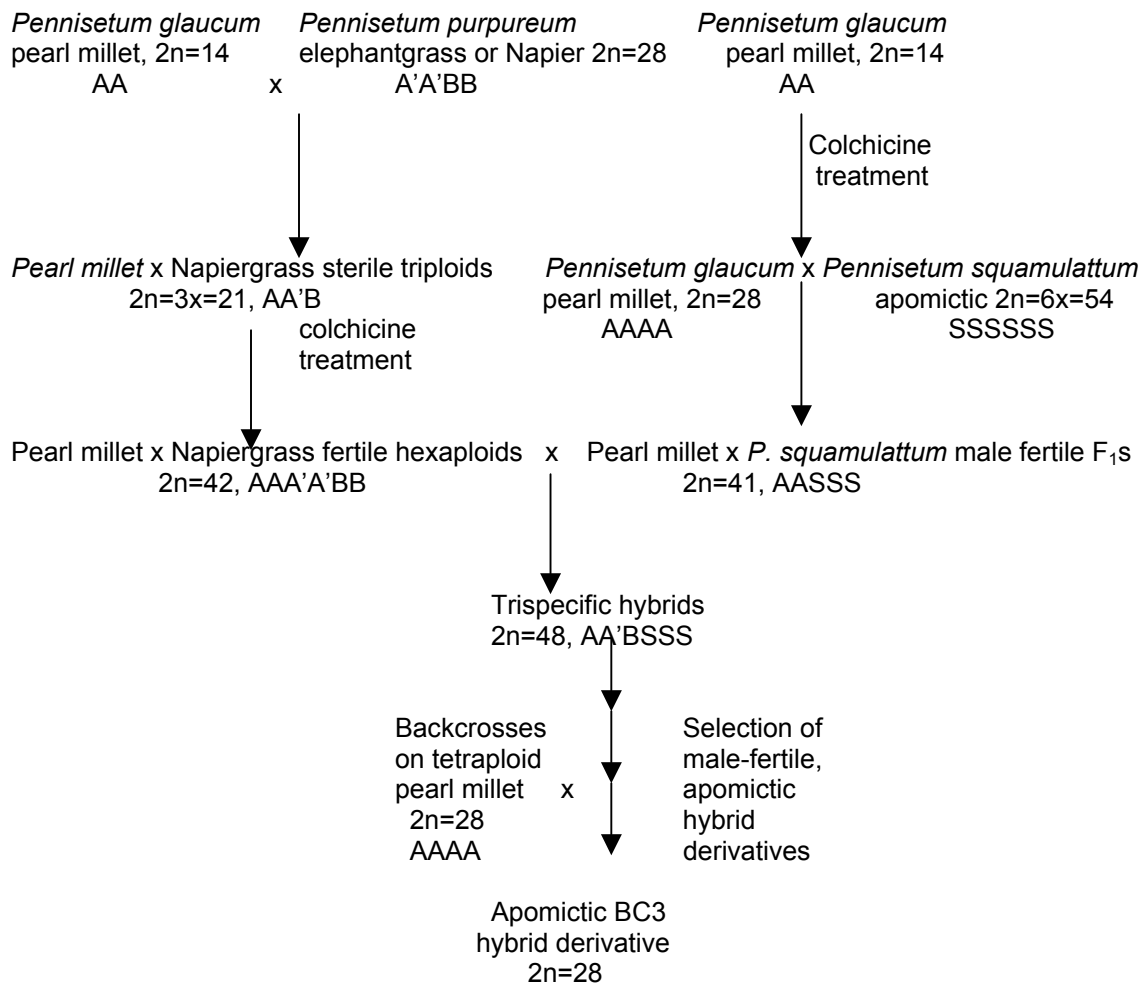 Pennisetum glaucum
pearl millet, 2n=14
AA
x
Pennisetum purpureum
elephantgrass or Napier 2n=28
A'A'BB
Pennisetum glaucum
pearl millet, 2n=14
AA
Colchicine
treatment
Pearl millet x Napiergrass sterile triploids
2n=3x=21, AA'B
colchicine
treatment
Pennisetum glaucum x Pennisetum squamulattum
pearl millet, 2n=28
AAAA
apomictic 2n=6x=54
SSSSSS
Pearl millet x Napiergrass fertile hexaploids x Pearl millet x P. squamulattum male fertile F₁s
2n=42, AAA'A'BB
2n=41, AASSS
Trispecific hybrids
2n=48, AA'BSSS
Backcrosses
on tetraploid
pearl millet x
2n=28
AAAA
Selection of
male-fertile,
apomictic
hybrid
derivatives
Apomictic BC3
hybrid derivative
2n=28